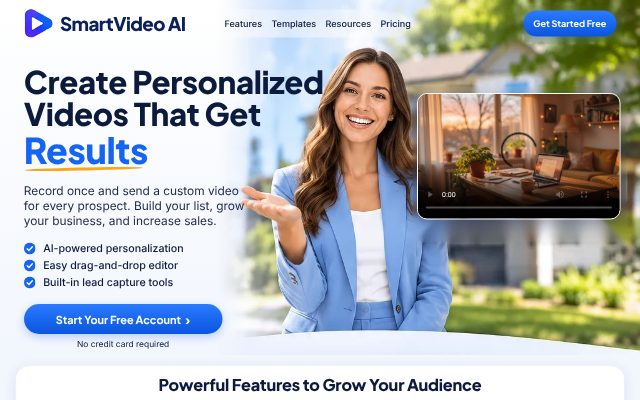 SmartVideo AI
Features Templates Resources Pricing
Get Started Free
Create Personalized
Videos That Get
Results
Record once and send a custom video
for every prospect. Build your list, grow
your business, and increase sales.
AI-powered personalization
Easy drag-and-drop editor
Built-in lead capture tools
Start Your Free Account ›
No credit card required
0:00
Powerful Features to Grow Your Audience